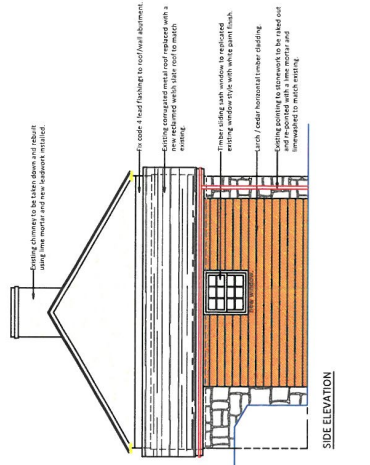 Existing chimney to be taken down and rebuilt
using lime mortar and new leadwork installed.
Fix code 4 lead flashings to roof/wall abutment.
Existing corrugated metal roof replaced with a
new reclaimed welsh slate roof to match
existing.
Timber sliding sash window to replicated
existing window style with white paint finish.
Larch / cedar horizontal timber cladding.
Existing pointing to stonework to be raked out
and re-pointed with a lime mortar and
limewashed to match existing.
new window
SIDE ELEVATION